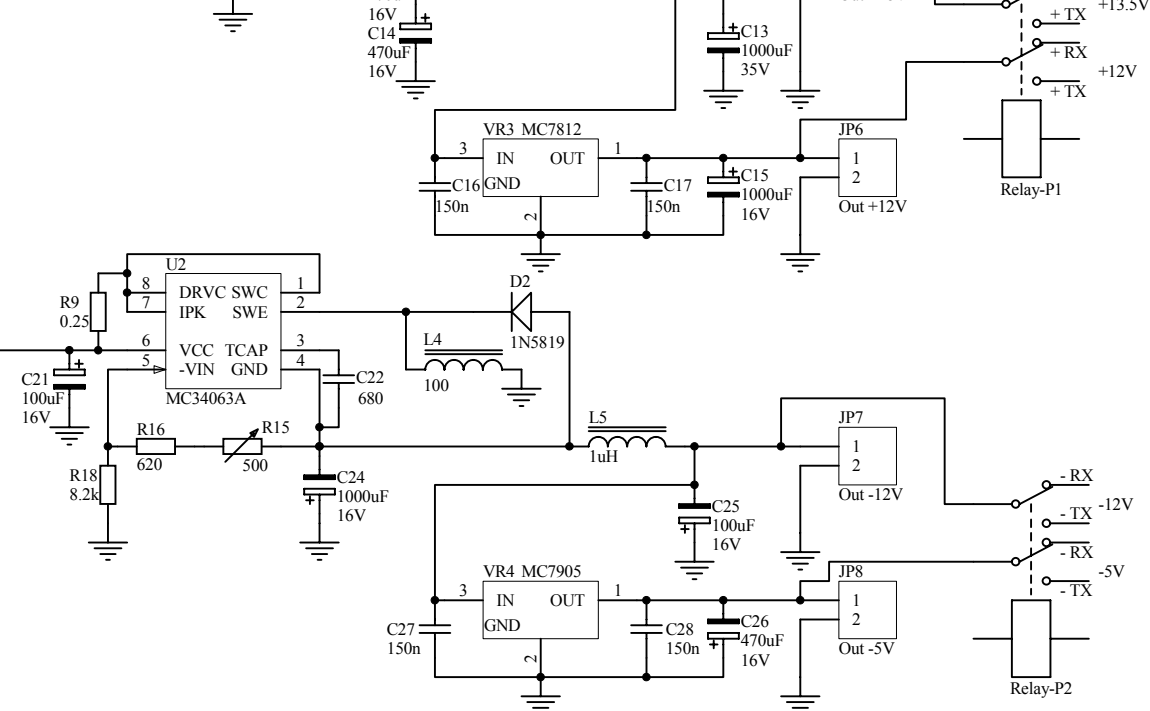 16V
C14
470uF
16V
C13
1000uF
35V
+13.5V
+ TX
+ RX
+12V
+ TX
Relay-P1
VR3 MC7812
3 IN OUT 1
GND
2
C16
150n
C17
150n
C15
1000uF
16V
JP6
1
2
Out +12V
U2
8 DRVC SWC 1
7 IPK SWE 2
6 VCC TCAP 3
5 -VIN GND 4
MC34063A
R9
0.25
C21
100uF
16V
R16
620
R15
500
R18
8.2k
C22
680
C24
1000uF
16V
D2
1N5819
L4
100
L5
1uH
JP7
1
2
Out -12V
C25
100uF
16V
- RX
-12V
- TX
- RX
-5V
- TX
Relay-P2
VR4 MC7905
3 IN OUT 1
GND
2
C27
150n
C28
150n
C26
470uF
16V
JP8
1
2
Out -5V